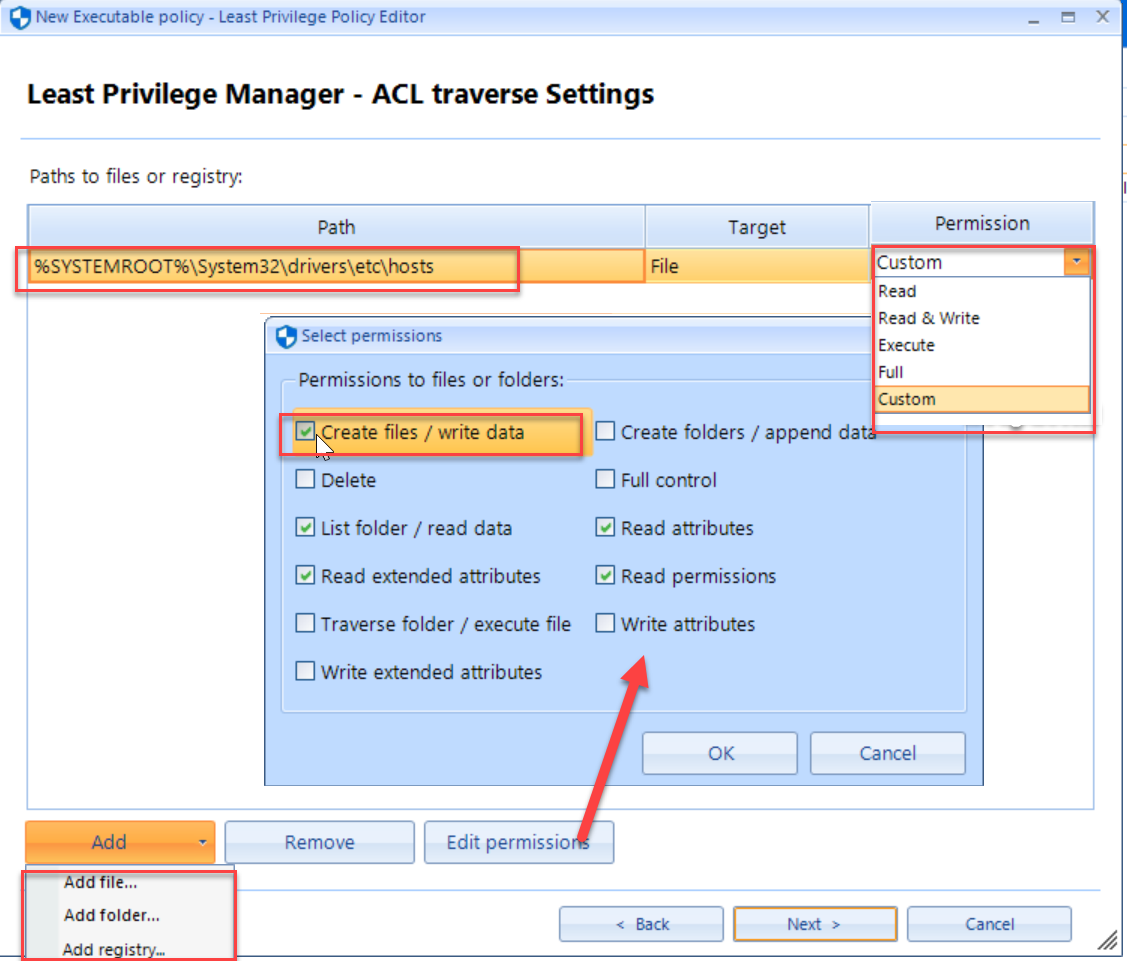 New Executable policy - Least Privilege Policy Editor
Least Privilege Manager - ACL traverse Settings
Paths to files or registry:
Path Target Permission
%SYSTEMROOT%\System32\drivers\etc\hosts File Custom
Read
Read & Write
Execute
Full
Custom
Select permissions
Permissions to files or folders:
Create files / write data Create folders / append data
Delete Full control
List folder / read data Read attributes
Read extended attributes Read permissions
Traverse folder / execute file Write attributes
Write extended attributes
OK Cancel
Add Remove Edit permissions
Add file...
Add folder...
Add registry...
< Back Next > Cancel